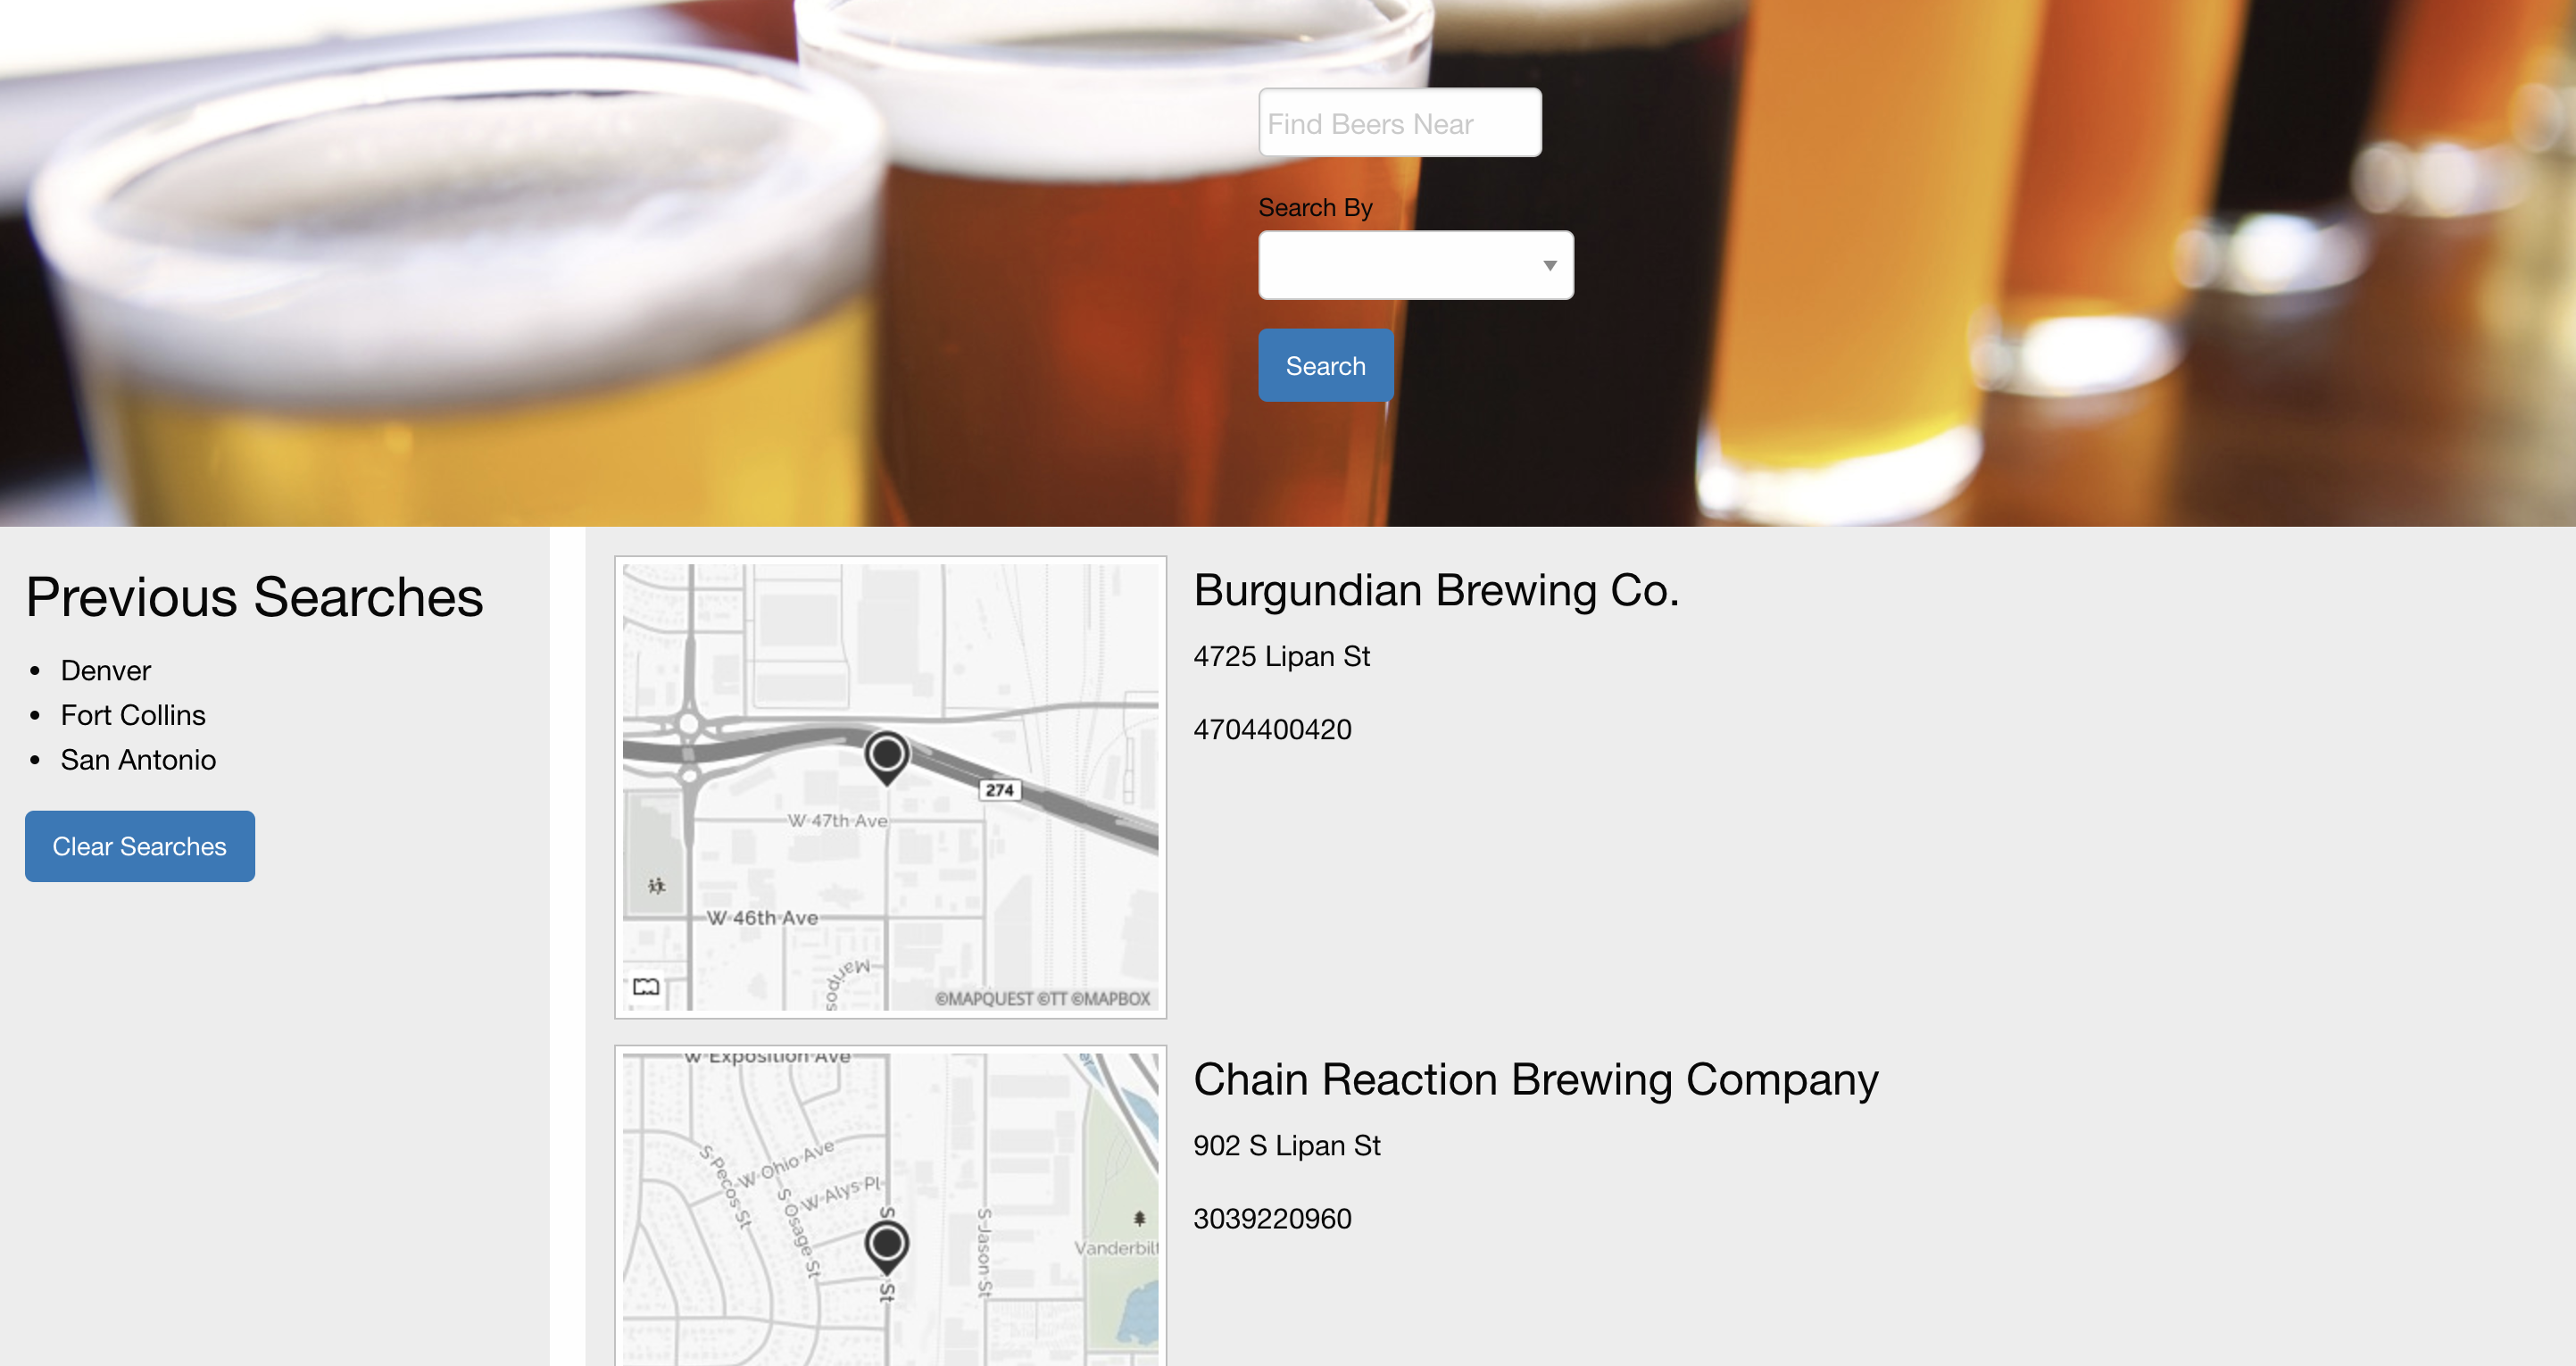 Find Beers Near
Search By
Search
Previous Searches
Denver
Fort Collins
San Antonio
Clear Searches
274
W 47th Ave
W 46th Ave
Maripos
©MAPQUEST ©TT ©MAPBOX
Burgundian Brewing Co.
4725 Lipan St
4704400420
W Exposition Ave
W Ohio Ave
S Pecos St
W Alys Pl
S Osage St
S
St
S Jason St
Vanderbilt
Chain Reaction Brewing Company
902 S Lipan St
3039220960